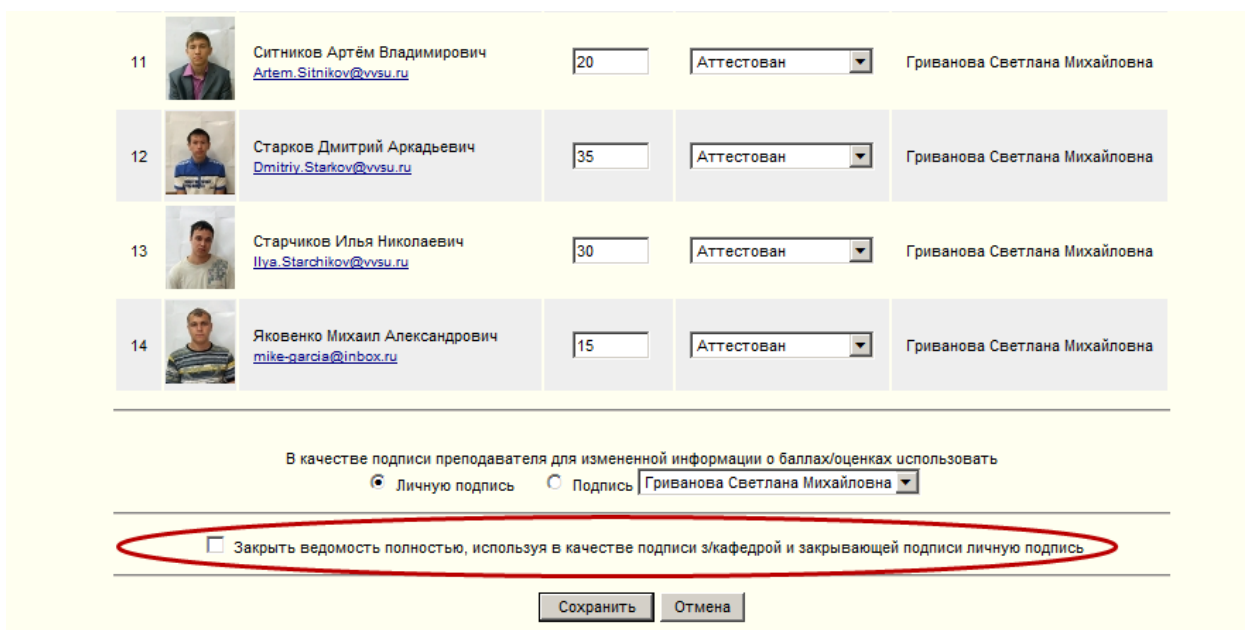 11 Ситников Артём Владимирович 20 Аттестован Гриванова Светлана Михайловна
Artem.Sitnikov@vvsu.ru
12 Старков Дмитрий Аркадьевич 35 Аттестован Гриванова Светлана Михайловна
Dmitriy.Starkov@vvsu.ru
13 Старчиков Илья Николаевич 30 Аттестован Гриванова Светлана Михайловна
Ilya.Starchikov@vvsu.ru
14 Яковенко Михаил Александрович 15 Аттестован Гриванова Светлана Михайловна
mike-garcia@inbox.ru
В качестве подписи преподавателя для измененной информации о баллах/оценках использовать
Личную подпись Подпись Гриванова Светлана Михайловна
Закрыть ведомость полностью, используя в качестве подписи з/кафедрой и закрывающей подписи личную подпись
Сохранить Отмена